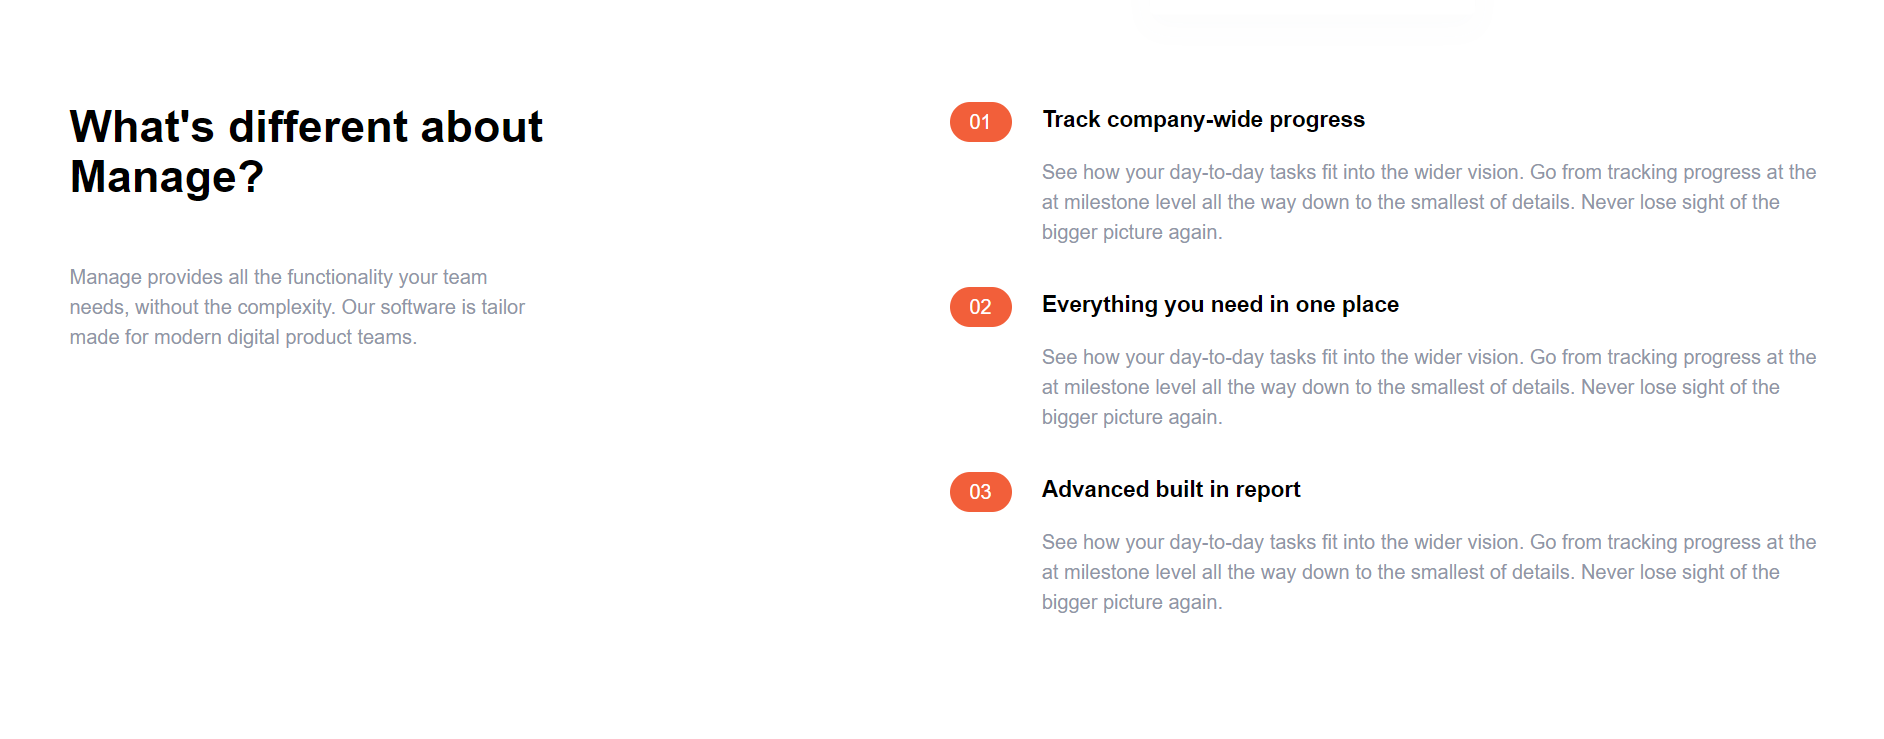 What's different about
Manage?
Manage provides all the functionality your team
needs, without the complexity. Our software is tailor
made for modern digital product teams.
01
Track company-wide progress
See how your day-to-day tasks fit into the wider vision. Go from tracking progress at the
at milestone level all the way down to the smallest of details. Never lose sight of the
bigger picture again.
02
Everything you need in one place
See how your day-to-day tasks fit into the wider vision. Go from tracking progress at the
at milestone level all the way down to the smallest of details. Never lose sight of the
bigger picture again.
03
Advanced built in report
See how your day-to-day tasks fit into the wider vision. Go from tracking progress at the
at milestone level all the way down to the smallest of details. Never lose sight of the
bigger picture again.